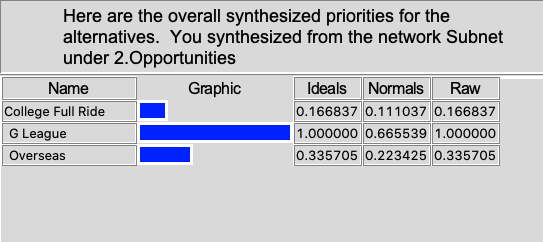 Here are the overall synthesized priorities for the
alternatives.  You synthesized from the network Subnet
under 2.Opportunities
Name Graphic Ideals Normals Raw
College Full Ride 0.166837 0.111037 0.166837
G League 1.000000 0.665539 1.000000
Overseas 0.335705 0.223425 0.335705